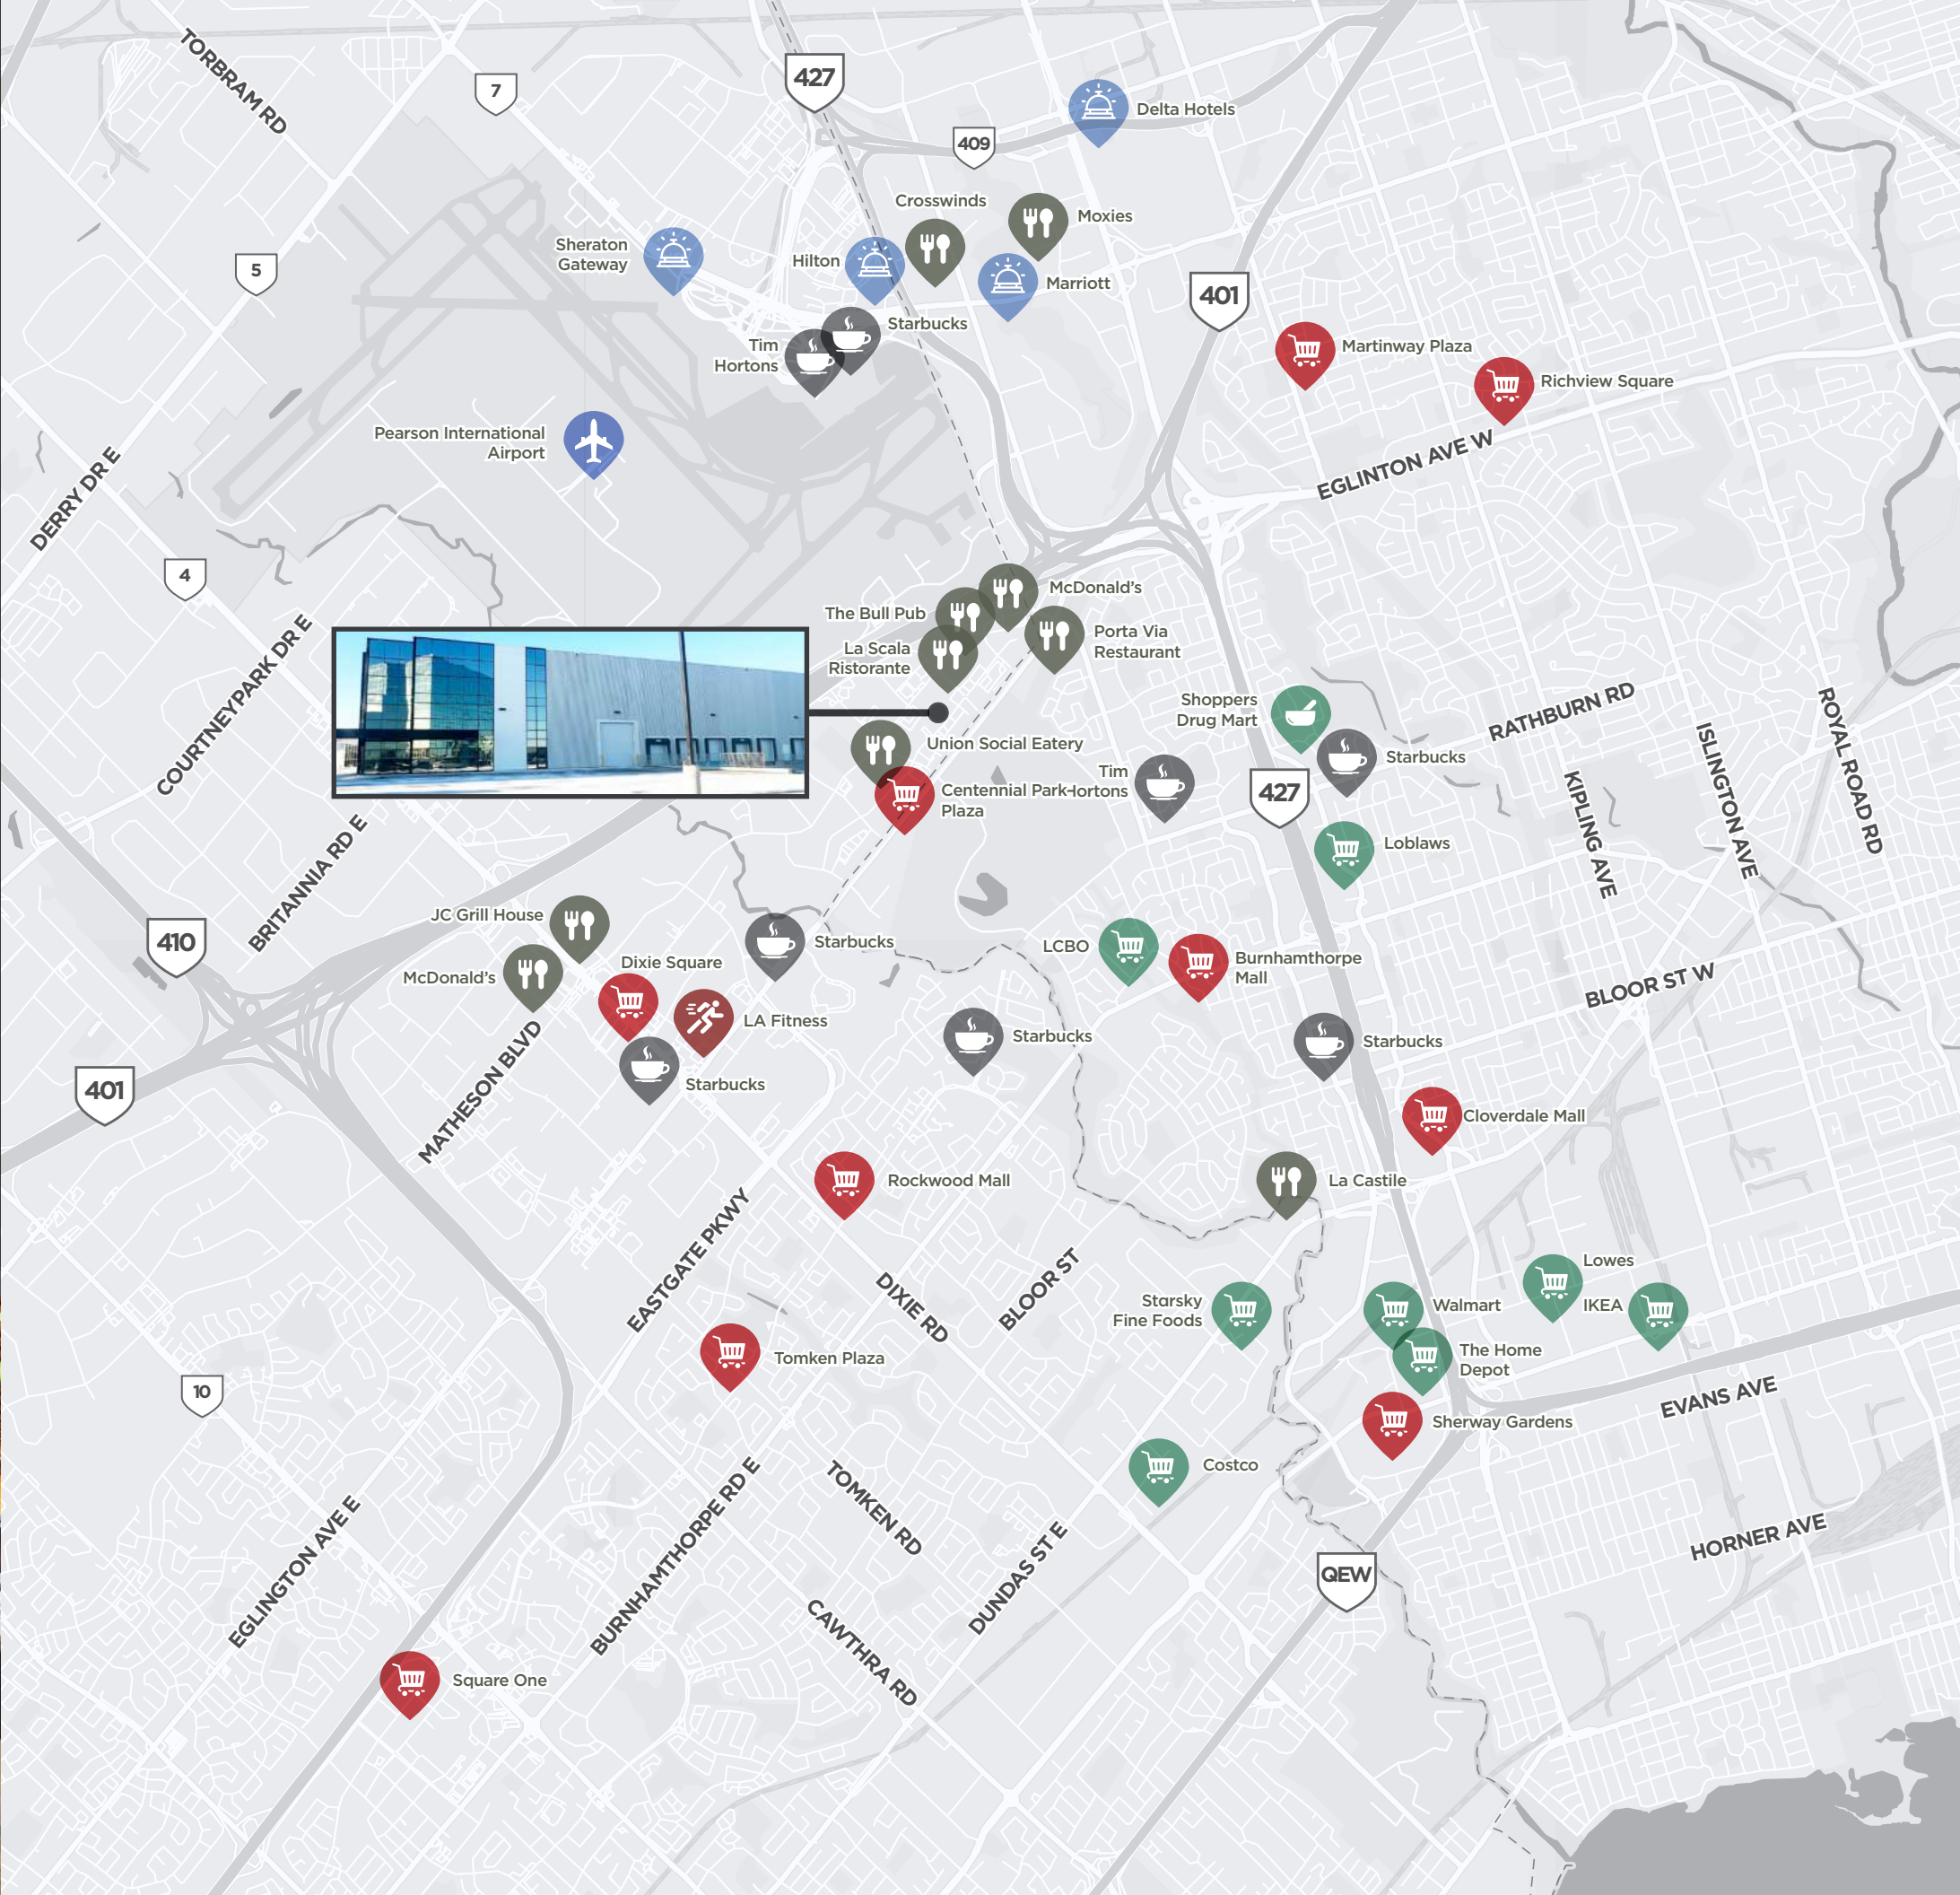 TORBRAM RD
7
427
Delta Hotels
409
Crosswinds
Moxies
Sheraton
Gateway
Hilton
Marriott
5
401
Starbucks
Tim
Hortons
Martinway Plaza
Richview Square
Pearson International
Airport
EGLINTON AVE W
DERRY DR E
4
McDonald's
The Bull Pub
Porta Via
Restaurant
La Scala
Ristorante
COURTNEYPARK DR E
Shoppers
Drug Mart
RATHBURN RD
ROYAL ROAD RD
ISLINGTON AVE
KIPLING AVE
Union Social Eatery
Starbucks
Tim
Hortons
Centennial Park
Plaza
427
Loblaws
BRITANNIA RD E
JC Grill House
410
Starbucks
LCBO
Burnhamthorpe
Mall
Dixie Square
McDonald's
BLOOR ST W
LA Fitness
Starbucks
Starbucks
MATHESON BLVD
Starbucks
401
Cloverdale Mall
Rockwood Mall
La Castile
EASTGATE PKWY
DIXIE RD
BLOOR ST
Lowes
Starsky
Fine Foods
Walmart
IKEA
Tomken Plaza
The Home
Depot
10
EVANS AVE
Sherway Gardens
Costco
TOMKEN RD
BURNHAMTHORPE RD E
EGLINGTON AVE E
DUNDAS ST E
HORNER AVE
QEW
CAWTHRA RD
Square One